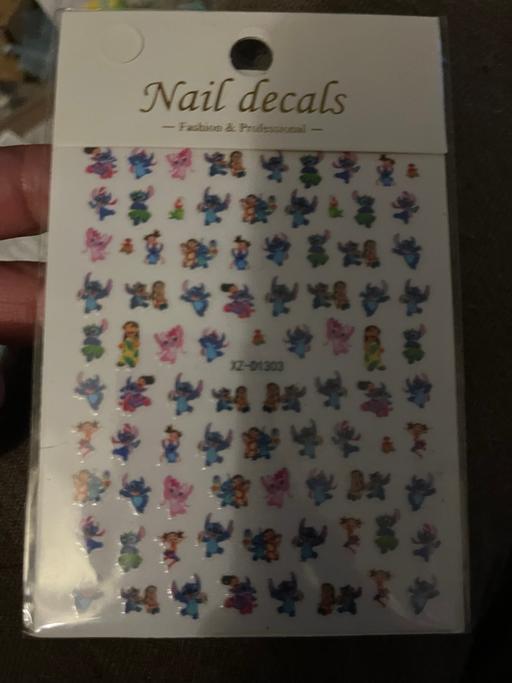 Nail decals
— Fashion & Professional —
XZ-D1303